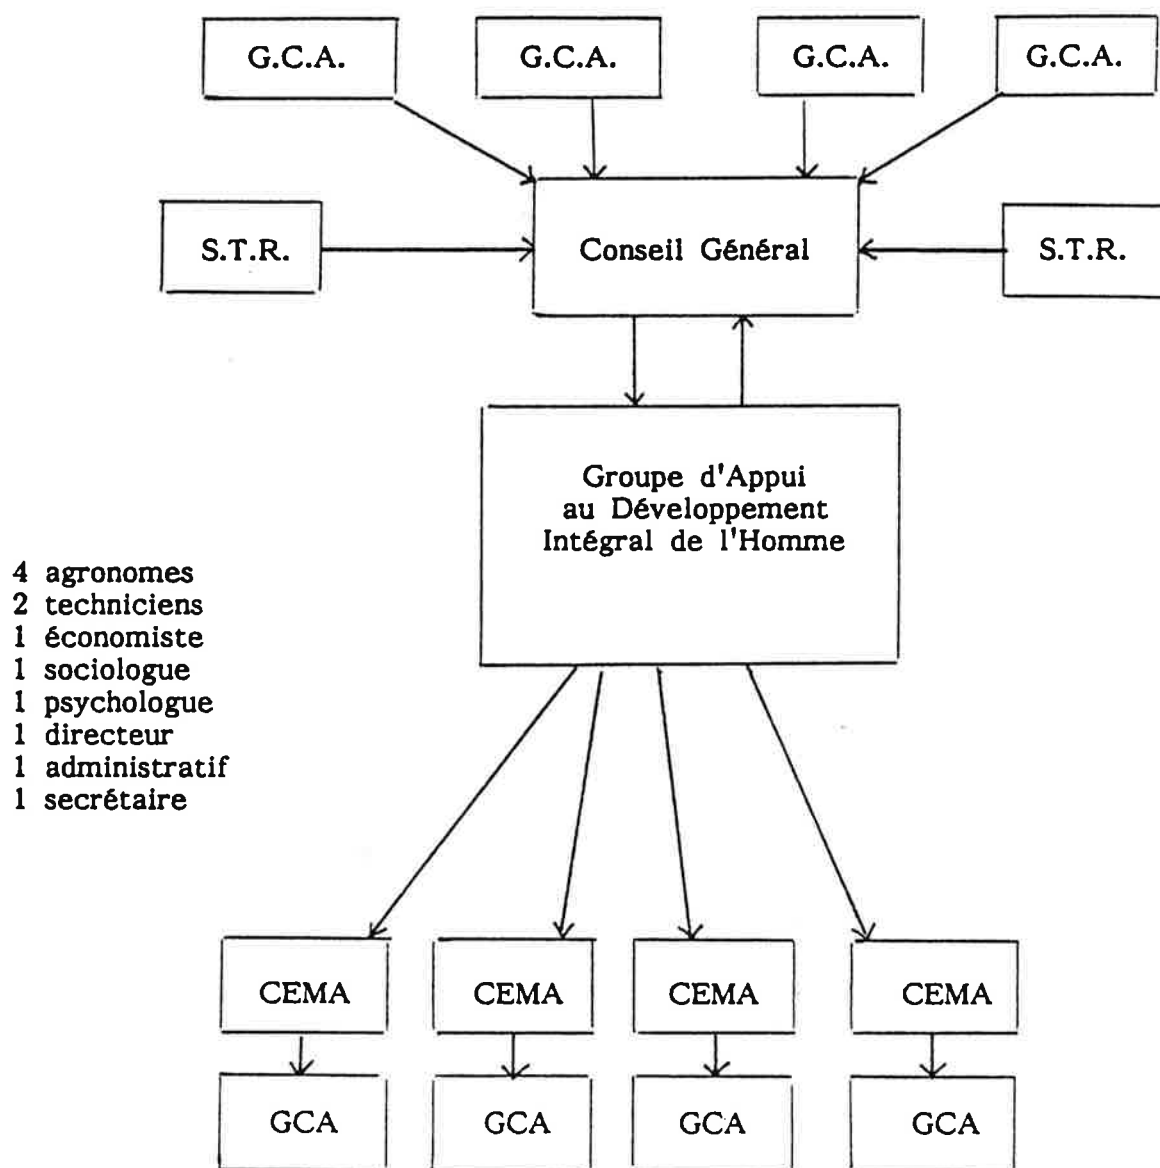 G.C.A. G.C.A. G.C.A. G.C.A.
S.T.R. Conseil Général S.T.R.
Groupe d'Appui
au Développement
Intégral de l'Homme
4 agronomes
2 techniciens
1 économiste
1 sociologue
1 psychologue
1 directeur
1 administratif
1 secrétaire
CEMA CEMA CEMA CEMA
GCA GCA GCA GCA